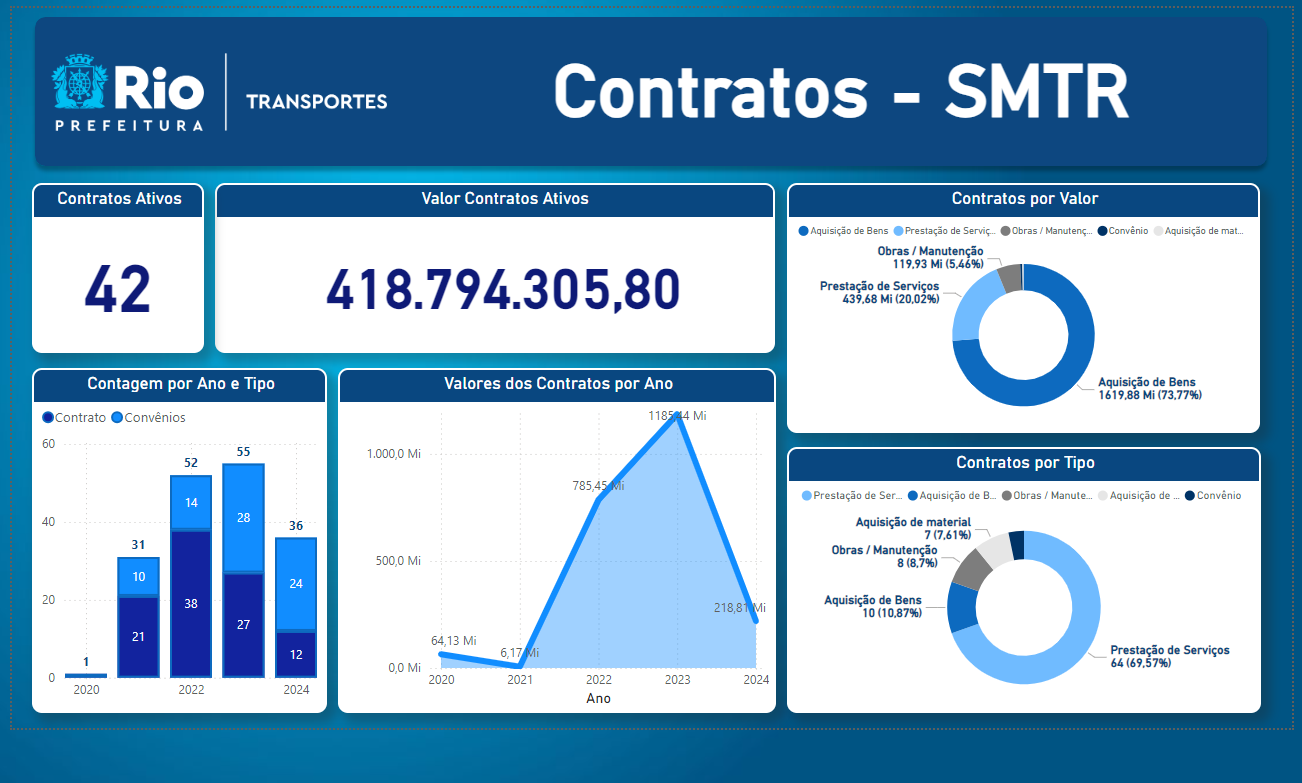 Rio
PREFEITURA
TRANSPORTES
Contratos - SMTR
Contratos Ativos
42
Valor Contratos Ativos
418.794.305,80
Contratos por Valor
Aquisição de Bens Prestação de Serviç... Obras / Manutenç... Convênio Aquisição de mat...
Obras / Manutenção
119,93 Mi (5,46%)
Prestação de Serviços
439,68 Mi (20,02%)
Aquisição de Bens
1619,88 Mi (73,77%)
Contagem por Ano e Tipo
Contrato Convênios
60
40
20
0
1
31
10
21
52
14
38
55
28
27
36
24
12
2020 2022 2024
Valores dos Contratos por Ano
1.000,0 Mi
500,0 Mi
0,0 Mi
64,13 Mi
6,17 Mi
785,45 Mi
1185,44 Mi
218,81 Mi
2020 2021 2022 2023 2024
Ano
Contratos por Tipo
Prestação de Ser... Aquisição de B... Obras / Manute... Aquisição de ... Convênio
Aquisição de material
7 (7,61%)
Obras / Manutenção
8 (8,7%)
Aquisição de Bens
10 (10,87%)
Prestação de Serviços
64 (69,57%)